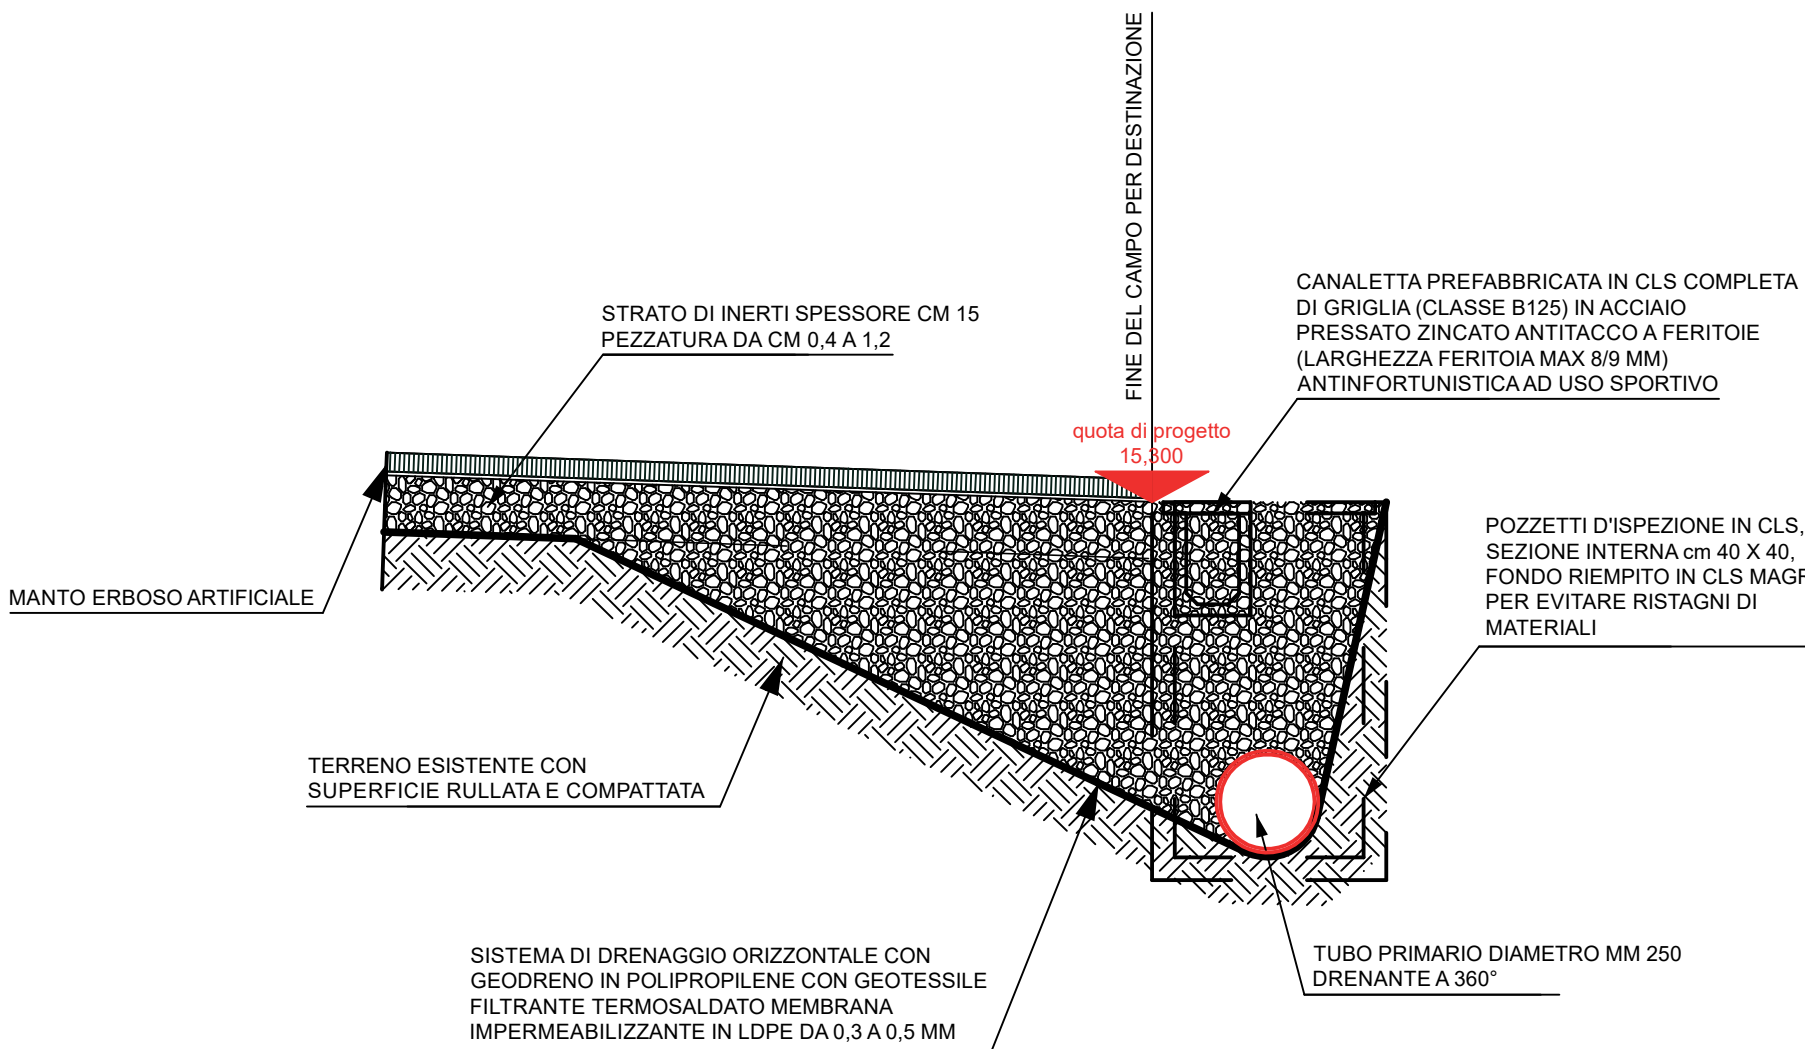 FINE DEL CAMPO PER DESTINAZIONE
STRATO DI INERTI SPESSORE CM 15
PEZZATURA DA CM 0,4 A 1,2
CANALETTA PREFABBRICATA IN CLS COMPLETA
DI GRIGLIA (CLASSE B125) IN ACCIAIO
PRESSATO ZINCATO ANTITACCO A FERITOIE
(LARGHEZZA FERITOIA MAX 8/9 MM)
ANTINFORTUNISTICA AD USO SPORTIVO
quota di progetto
15,300
POZZETTI D'ISPEZIONE IN CLS,
SEZIONE INTERNA cm 40 X 40,
FONDO RIEMPITO IN CLS
PER EVITARE RISTAGNI DI
MATERIALI
MANTO ERBOSO ARTIFICIALE
TERRENO ESISTENTE CON
SUPERFICIE RULLATA E COMPATTATA
SISTEMA DI DRENAGGIO ORIZZONTALE CON
GEODRENO IN POLIPROPILENE CON GEOTESSILE
FILTRANTE TERMOSALDATO MEMBRANA
IMPERMEABILIZZANTE IN LDPE DA 0,3 A 0,5 MM
TUBO PRIMARIO DIAMETRO MM 250
DRENANTE A 360°